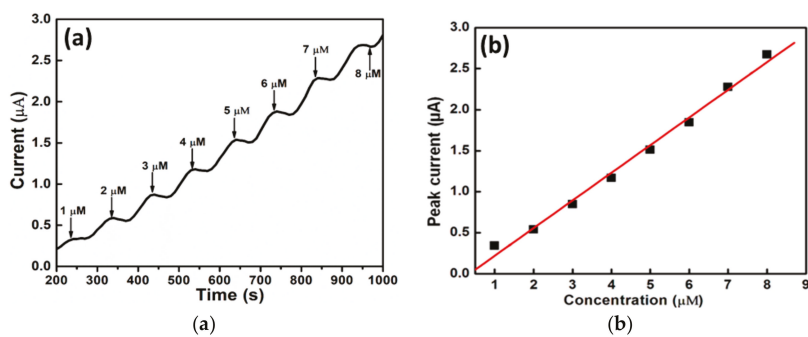 (a)
3.0
2.5
2.0
1.5
1.0
0.5
0.0
Current (µA)
1 µM
2 µM
3 µM
4 µM
5 µM
6 µM
7 µM
8 µM
200 300 400 500 600 700 800 900 1000
Time (s)
(a)
(b)
3.0
2.5
2.0
1.5
1.0
0.5
0.0
Peak current (µA)
1 2 3 4 5 6 7 8 9
Concentration (µM)
(b)